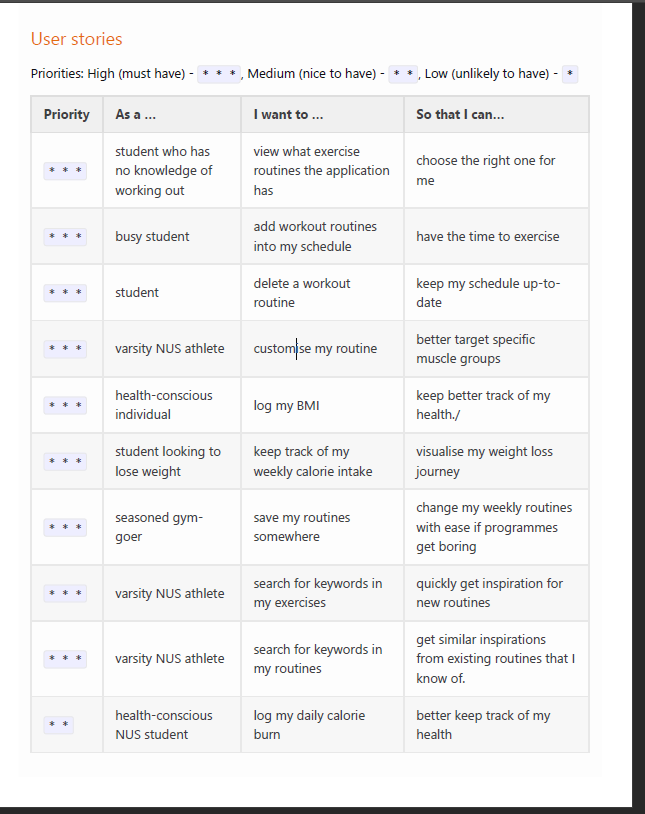 User stories
Priorities: High (must have) - * * *, Medium (nice to have) - * *, Low (unlikely to have) - *
Priority As a ... I want to ... So that I can...
* * * student who has no knowledge of working out view what exercise routines the application has choose the right one for me
* * * busy student add workout routines into my schedule have the time to exercise
* * * student delete a workout routine keep my schedule up-to-date
* * * varsity NUS athlete customise my routine better target specific muscle groups
* * * health-conscious individual log my BMI keep better track of my health./
* * * student looking to lose weight keep track of my weekly calorie intake visualise my weight loss journey
* * * seasoned gym-goer save my routines somewhere change my weekly routines with ease if programmes get boring
* * * varsity NUS athlete search for keywords in my exercises quickly get inspiration for new routines
* * * varsity NUS athlete search for keywords in my routines get similar inspirations from existing routines that I know of.
* * health-conscious NUS student log my daily calorie burn better keep track of my health